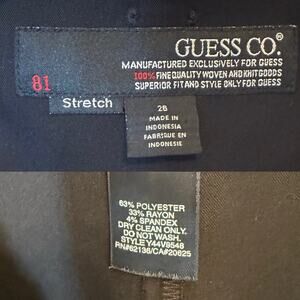 GUESS CO.®
MANUFACTURED EXCLUSIVELY FOR GUESS
81 100% FINE QUALITY WOVEN AND KNIT GOODS
SUPERIOR FIT AND STYLE ONLY FOR GUESS
Stretch
28
MADE IN
INDONESIA
FABRIQUÉ EN
INDONESIE
63% POLYESTER
33% RAYON
4% SPANDEX
DRY CLEAN ONLY.
DO NOT WASH.
STYLE Y44V8548
RN#62136/CA#20625